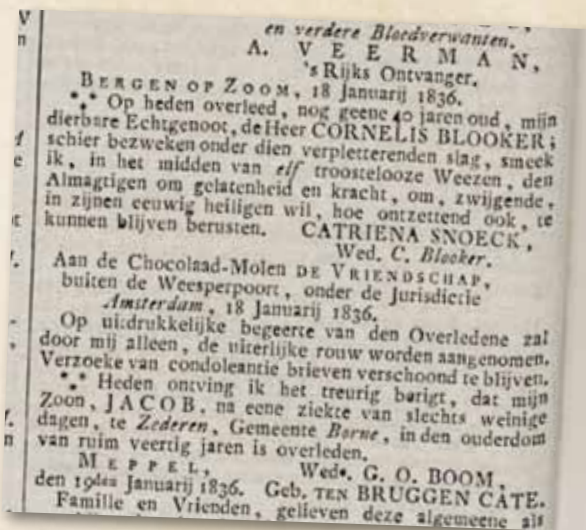 en verdere Bloedverwanten.
A. VEERMAN,
's Rijks Ontvanger.
BERGEN OP ZOOM, 18 Januarij 1836.
*,* Op heden overleed, nog geene 40 jaren oud, mijn
dierbare Echtgenoot, de Heer CORNELIS BLOOKER;
schier bezweken onder dien verpletterenden slag, smeek
ik, in het midden van elf troostelooze Weezen, den
Almagtigen om gelatenheid en kracht, om, zwijgende,
in zijnen eeuwig heiligen wil, hoe ontzettend ook, te
kunnen blijven berusten. CATRIENA SNOECK,
Wed. C. Blooker.
Aan de Chocolaad-Molen DE VRIENDSCHAP,
buiten de Weesperpoort, onder de Jurisdictie
Amsterdam, 18 Januarij 1836.
Op uitdrukkelijke begeerte van den Overledene zal
door mij alleen, de uiterlijke rouw worden aangenomen.
Verzoeke van condoleantie brieven verschoond te blijven.
*,* Heden ontving ik het treurig berigt, dat mijn
Zoon, JACOB, na eene ziekte van slechts weinige
dagen, te Zederen, Gemeente Borne, in den ouderdom
van ruim veertig jaren is overleden.
MEPPEL, Wede. G. O. BOOM,
den 19den Januarij 1836. Geb. TEN BRUGGEN CATE.
Famille en Vrienden, gelieven deze algemeene als